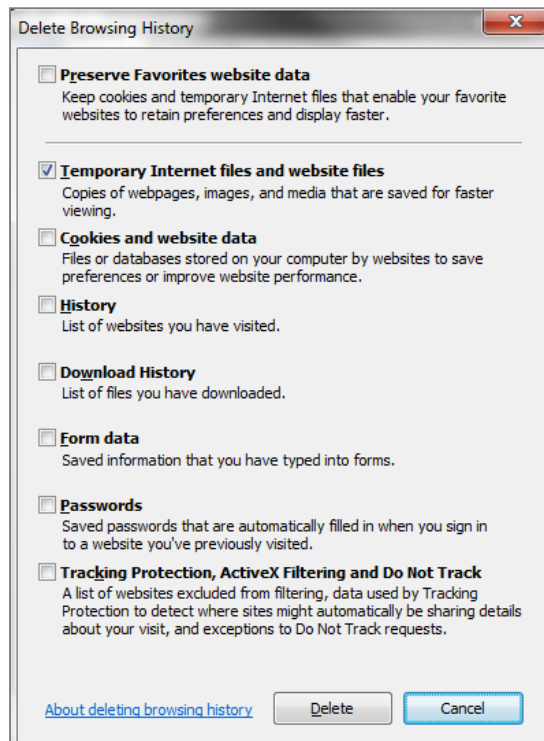 Delete Browsing History
Preserve Favorites website data
Keep cookies and temporary Internet files that enable your favorite
websites to retain preferences and display faster.
Temporary Internet files and website files
Copies of webpages, images, and media that are saved for faster
viewing.
Cookies and website data
Files or databases stored on your computer by websites to save
preferences or improve website performance.
History
List of websites you have visited.
Download History
List of files you have downloaded.
Form data
Saved information that you have typed into forms.
Passwords
Saved passwords that are automatically filled in when you sign in
to a website you've previously visited.
Tracking Protection, ActiveX Filtering and Do Not Track
A list of websites excluded from filtering, data used by Tracking
Protection to detect where sites might automatically be sharing details
about your visit, and exceptions to Do Not Track requests.
About deleting browsing history
Delete
Cancel